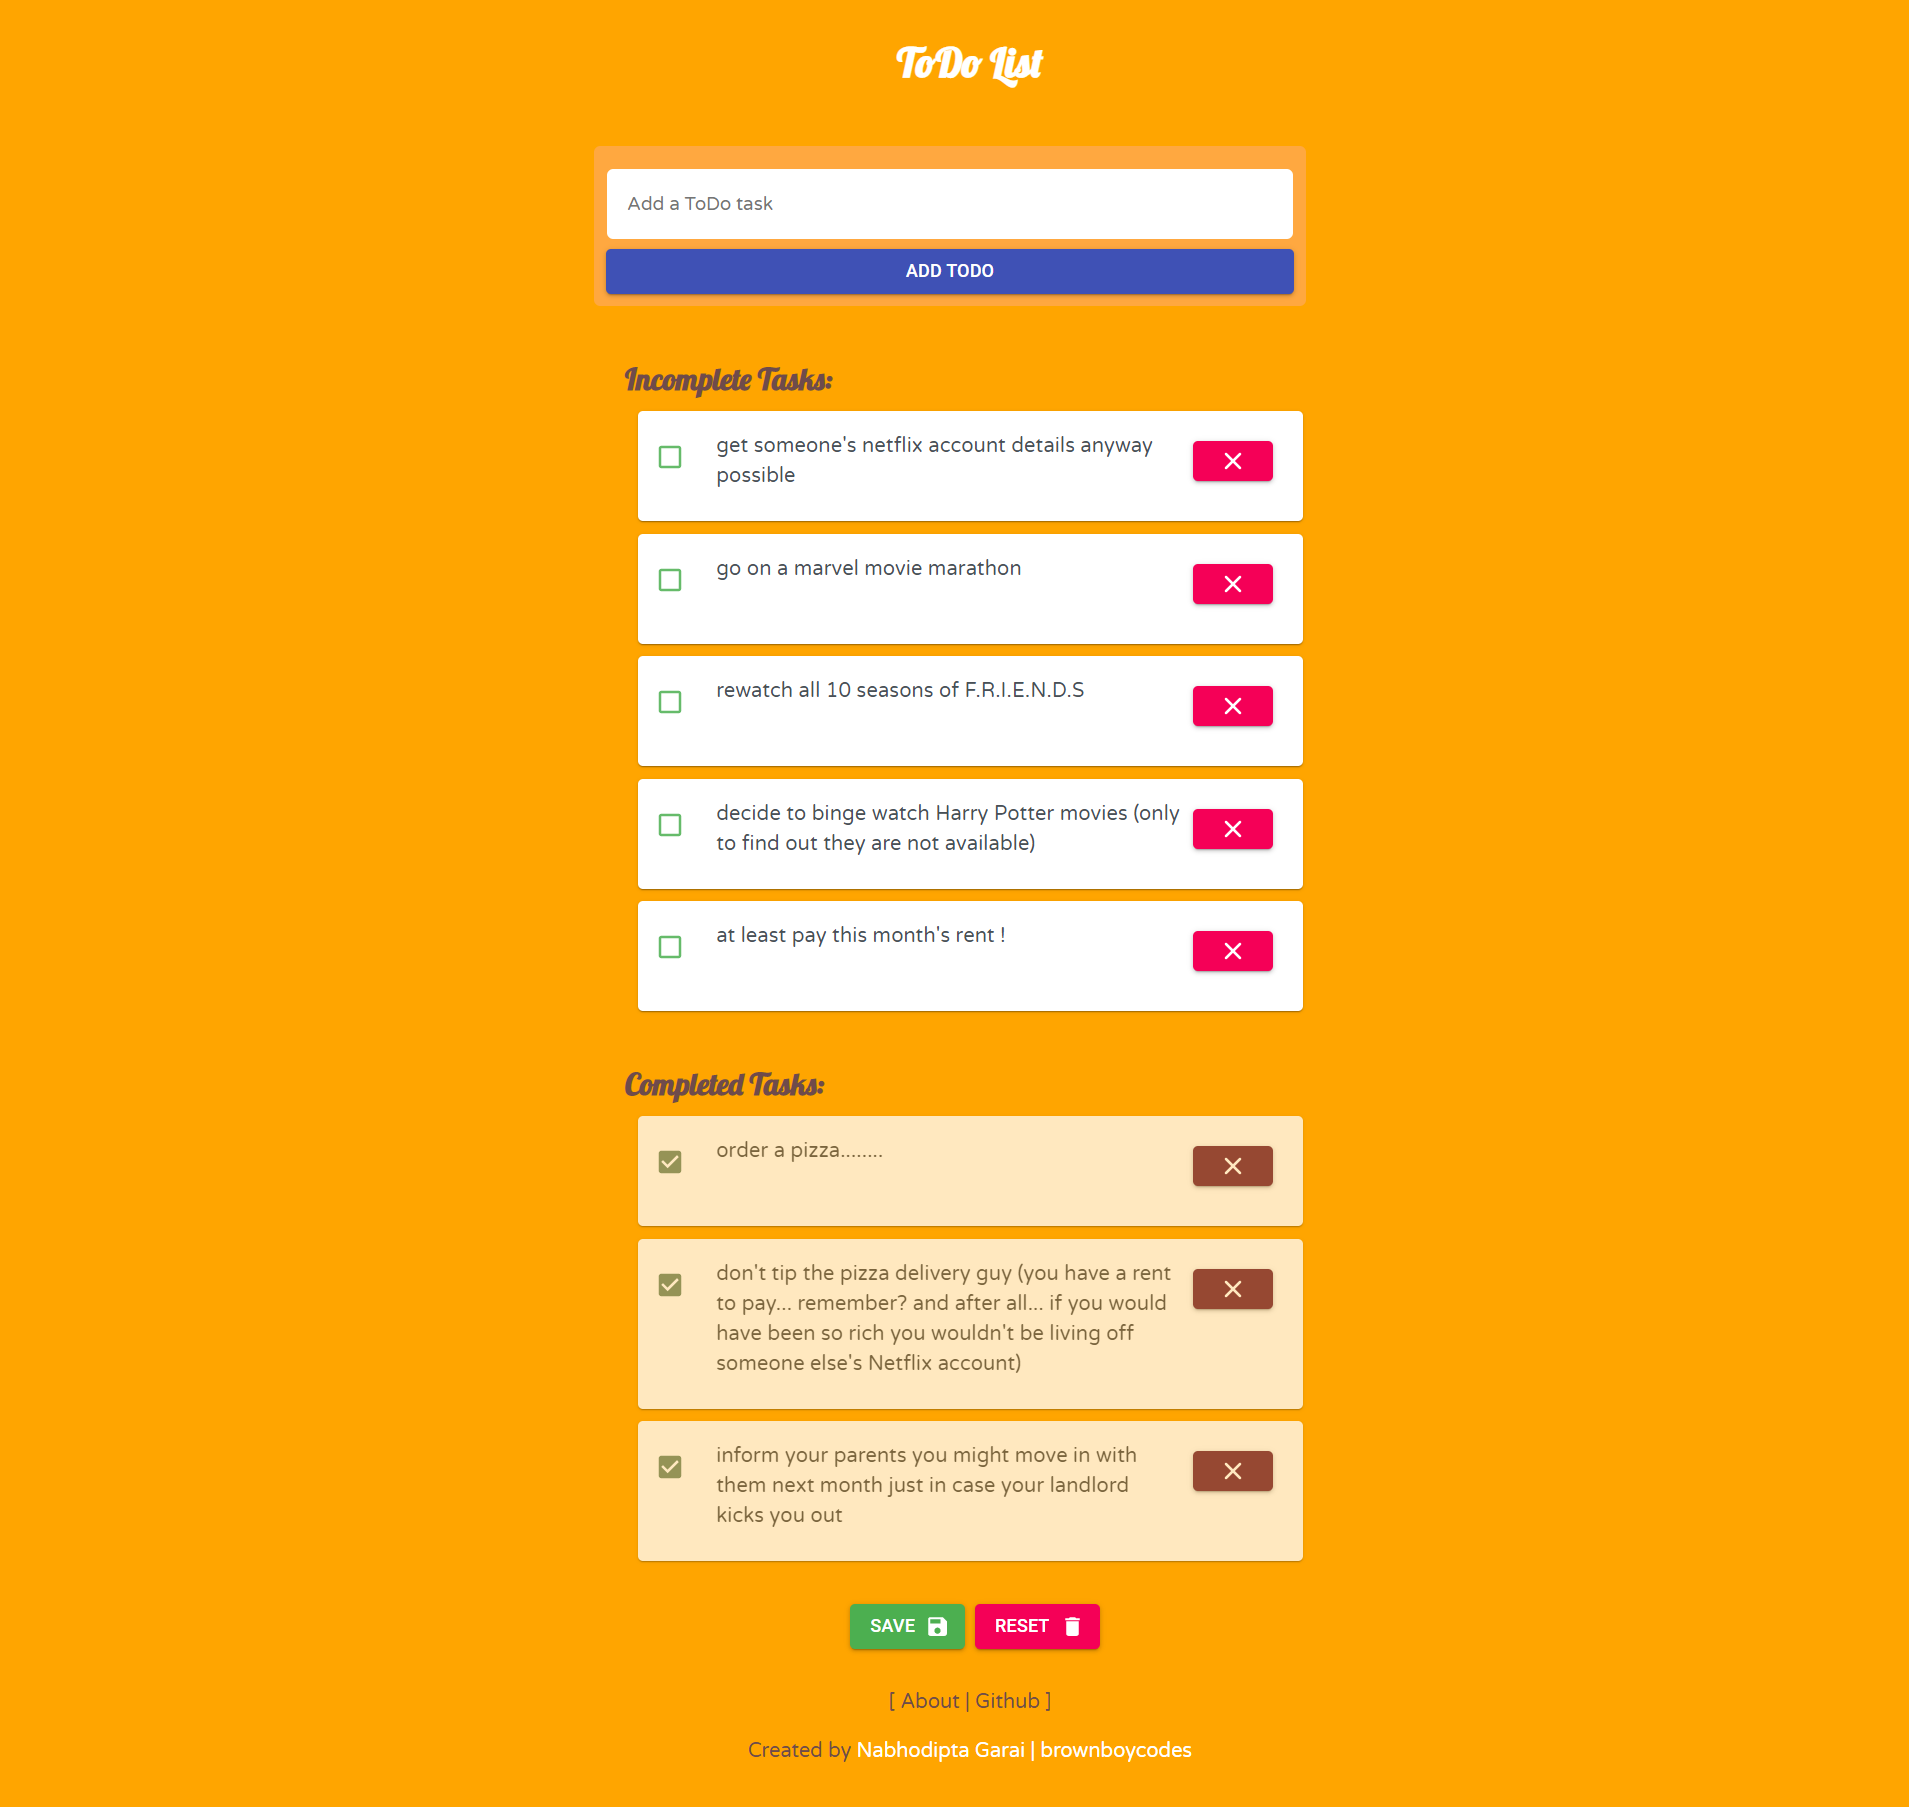 ToDo List
Add a ToDo task
ADD TODO
Incomplete Tasks:
get someone's netflix account details anyway
possible
go on a marvel movie marathon
rewatch all 10 seasons of F.R.I.E.N.D.S
decide to binge watch Harry Potter movies (only
to find out they are not available)
at least pay this month's rent !
Completed Tasks:
order a pizza........
don't tip the pizza delivery guy (you have a rent
to pay... remember? and after all... if you would
have been so rich you wouldn't be living off
someone else's Netflix account)
inform your parents you might move in with
them next month just in case your landlord
kicks you out
SAVE RESET
[ About | Github ]
Created by Nabhodipta Garai | brownboycodes